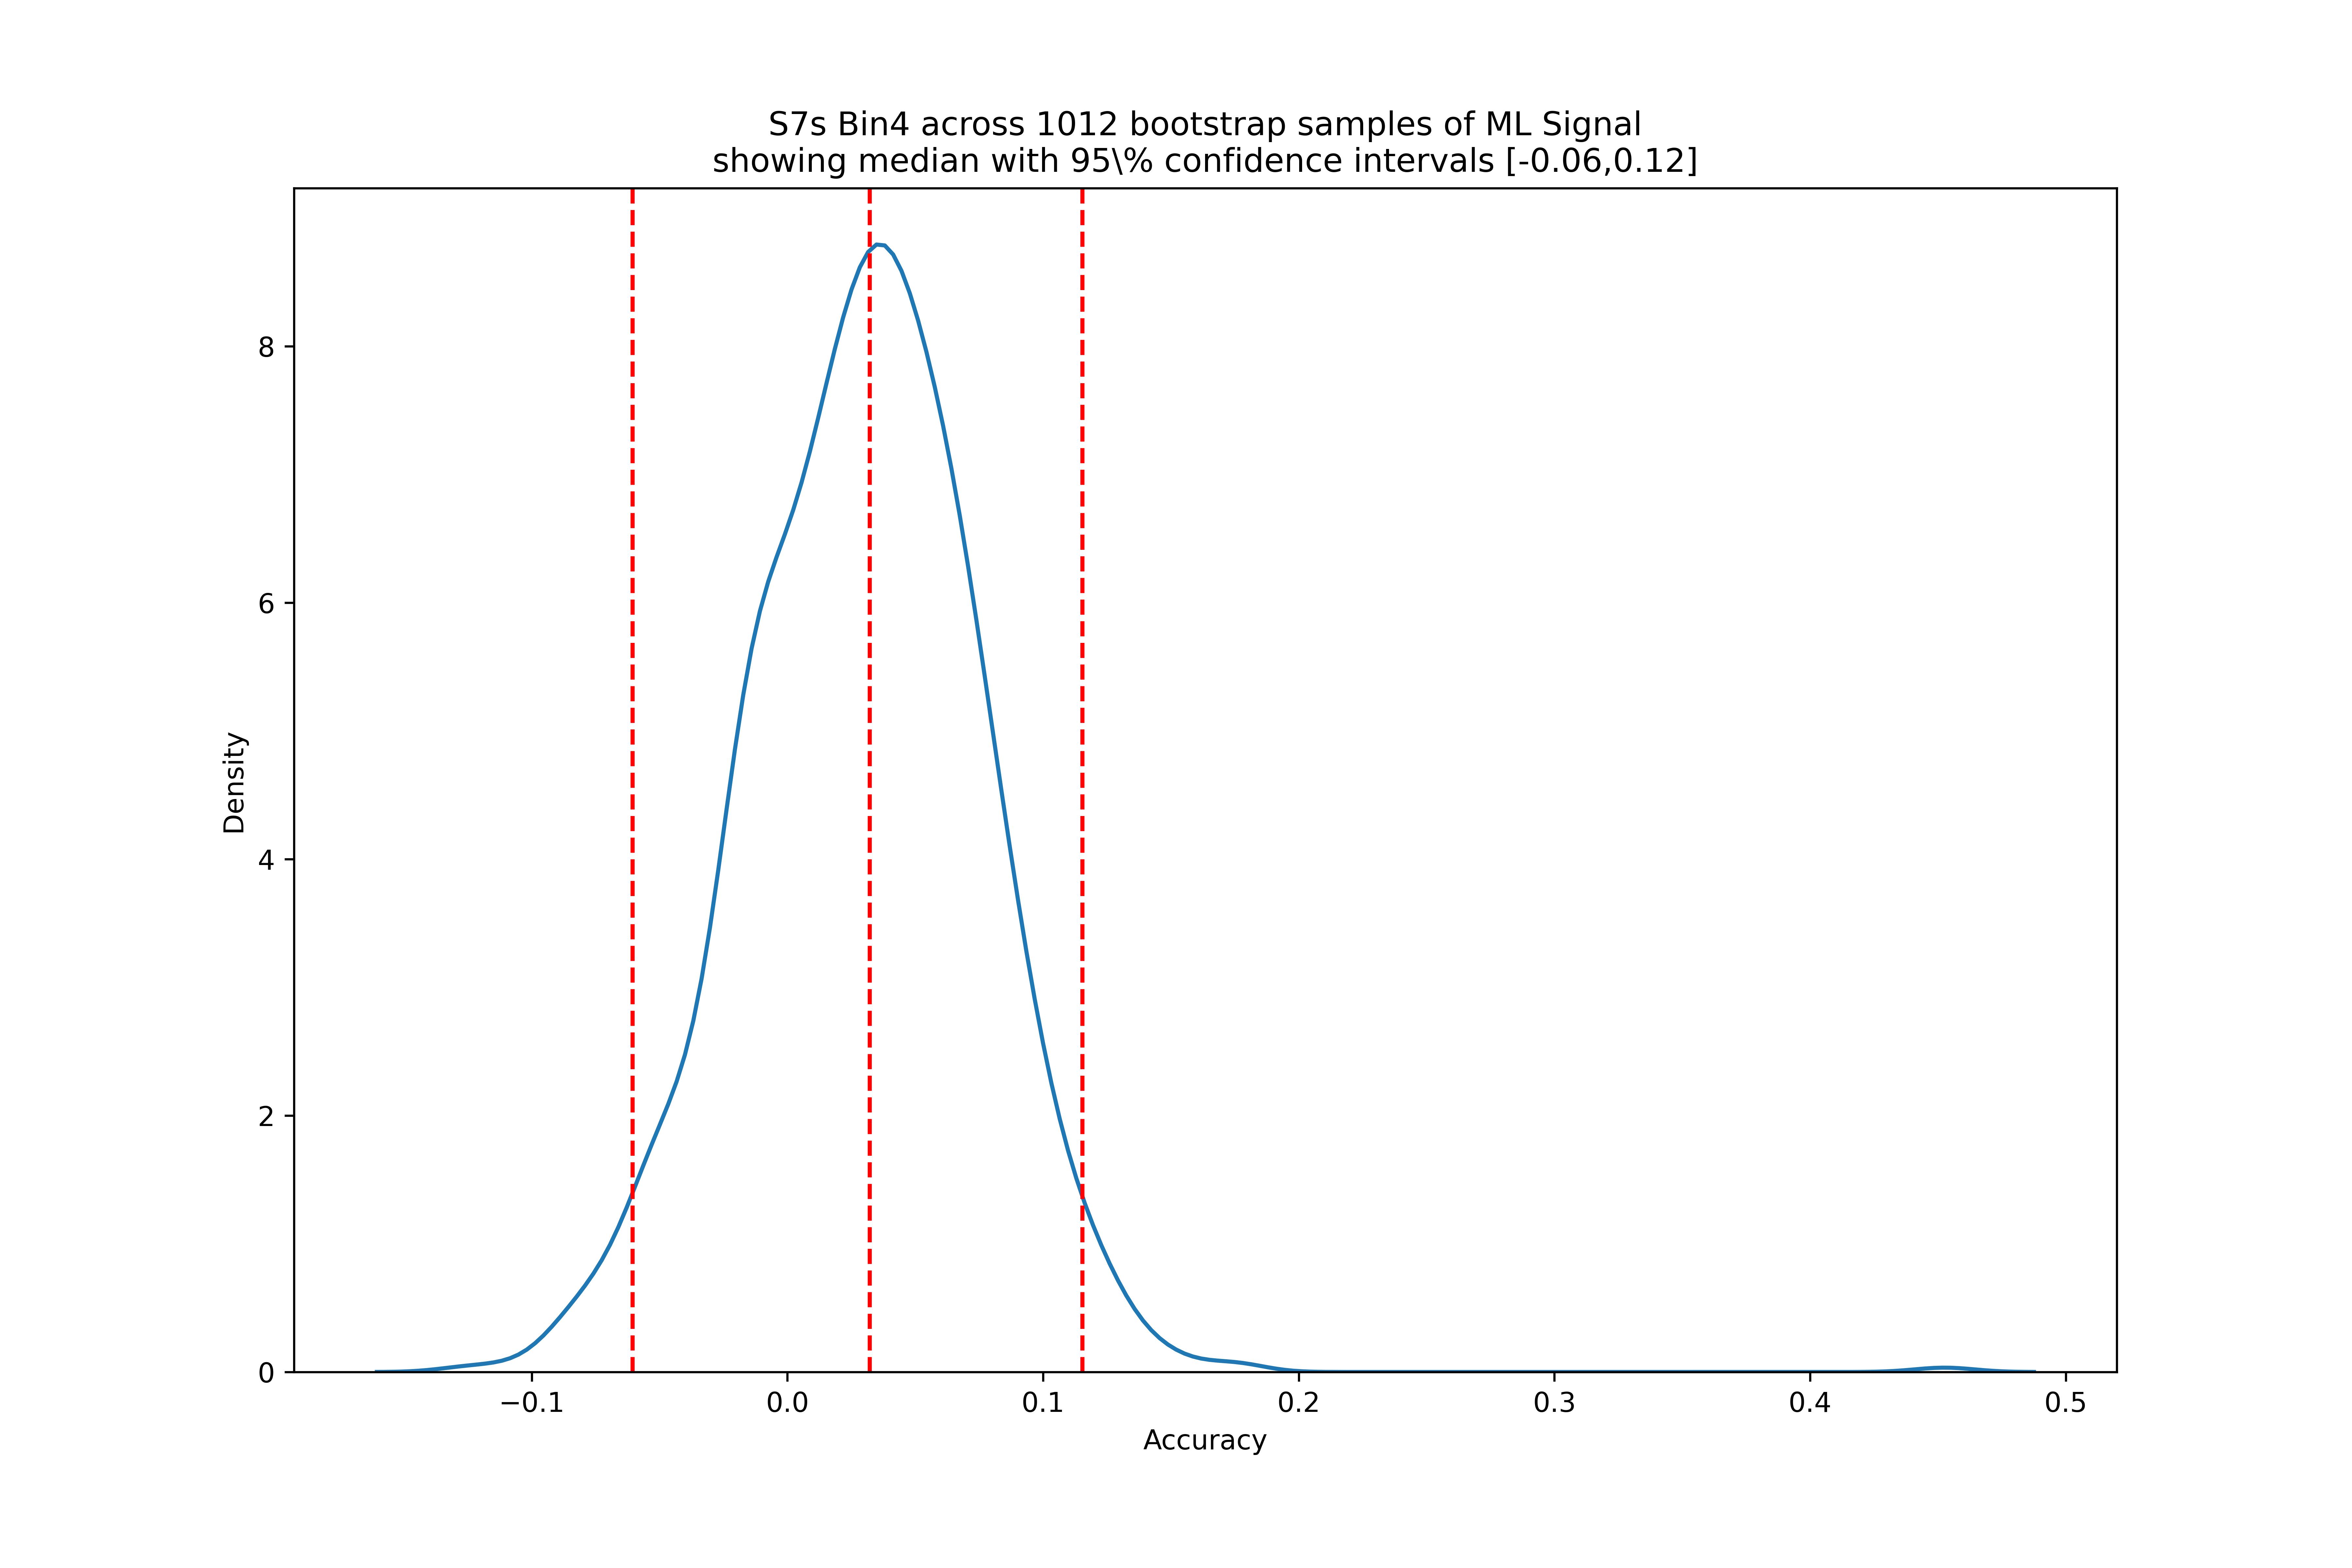 S7s Bin4 across 1012 bootstrap samples of ML Signal
showing median with 95\% confidence intervals [-0.06,0.12]
Density
8
6
4
2
0
−0.1 0.0 0.1 0.2 0.3 0.4 0.5
Accuracy